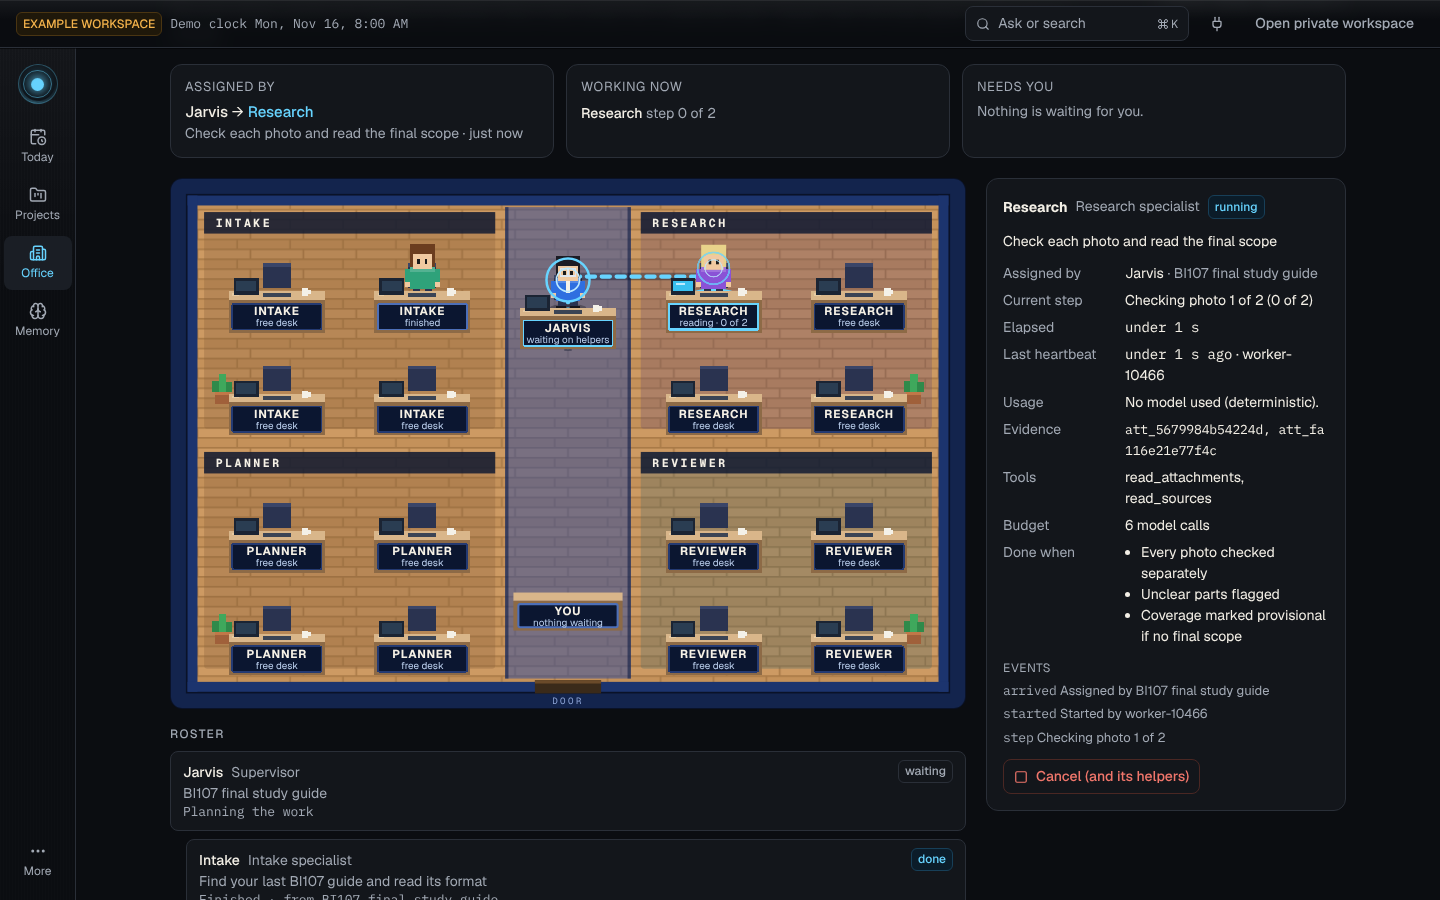 EXAMPLE WORKSPACE Demo clock Mon, Nov 16, 8:00 AM
Ask or search ⌘K
Open private workspace
Today
Projects
Office
Memory
More
ASSIGNED BY
Jarvis → Research
Check each photo and read the final scope · just now
WORKING NOW
Research step 0 of 2
NEEDS YOU
Nothing is waiting for you.
INTAKE
INTAKE
free desk
INTAKE
finished
INTAKE
free desk
INTAKE
free desk
JARVIS
waiting on helpers
RESEARCH
RESEARCH
reading · 0 of 2
RESEARCH
free desk
RESEARCH
free desk
RESEARCH
free desk
PLANNER
PLANNER
free desk
PLANNER
free desk
PLANNER
free desk
PLANNER
free desk
YOU
nothing waiting
REVIEWER
REVIEWER
free desk
REVIEWER
free desk
REVIEWER
free desk
REVIEWER
free desk
DOOR
ROSTER
Jarvis Supervisor
waiting
BI107 final study guide
Planning the work
Intake Intake specialist
done
Find your last BI107 guide and read its format
Finished · from BI107 final study guide
Research Research specialist running
Check each photo and read the final scope
Assigned by Jarvis · BI107 final study guide
Current step Checking photo 1 of 2 (0 of 2)
Elapsed under 1 s
Last heartbeat under 1 s ago · worker-
10466
Usage No model used (deterministic).
Evidence att_5679984b54224d, att_fa
116e21e77f4c
Tools read_attachments,
read_sources
Budget 6 model calls
Done when • Every photo checked
separately
• Unclear parts flagged
• Coverage marked provisional
if no final scope
EVENTS
arrived Assigned by BI107 final study guide
started Started by worker-10466
step Checking photo 1 of 2
Cancel (and its helpers)